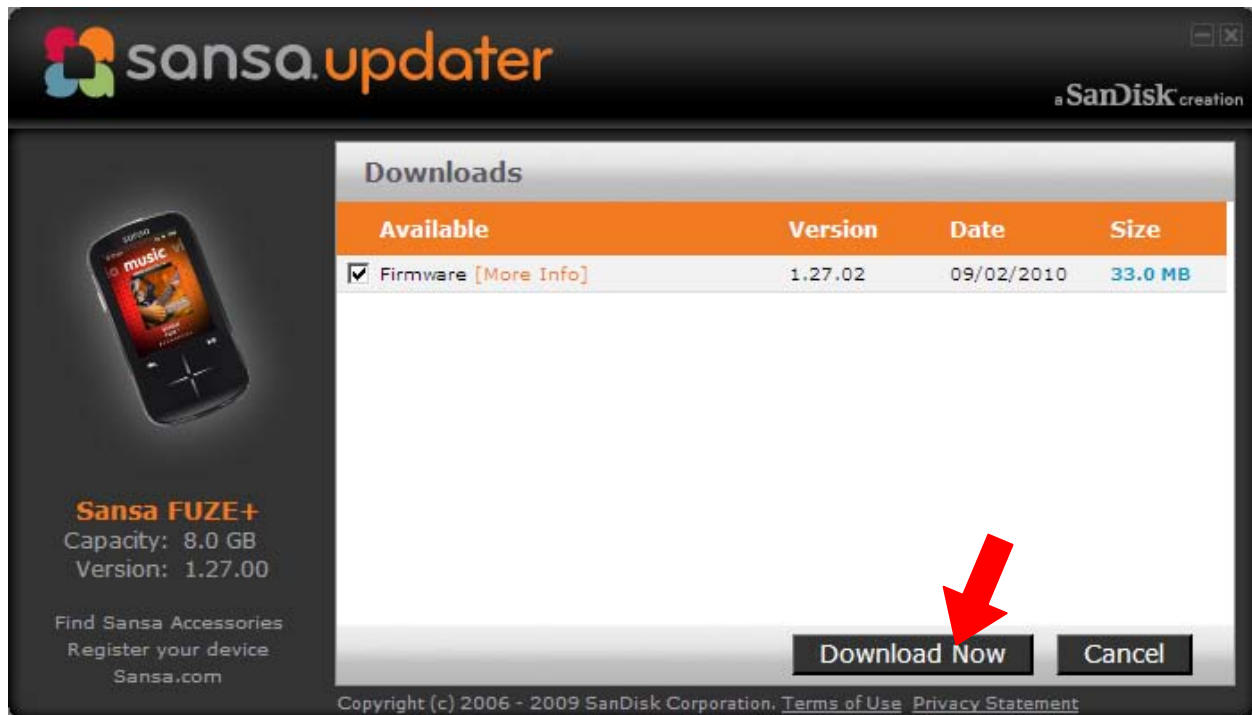 sansa.updater
a SanDisk creation
Downloads
Available Version Date Size
Firmware [More Info] 1.27.02 09/02/2010 33.0 MB
sansa
music
Sansa FUZE+
Capacity: 8.0 GB
Version: 1.27.00
Find Sansa Accessories
Register your device
Sansa.com
Download Now Cancel
Copyright (c) 2006 - 2009 SanDisk Corporation. Terms of Use Privacy Statement